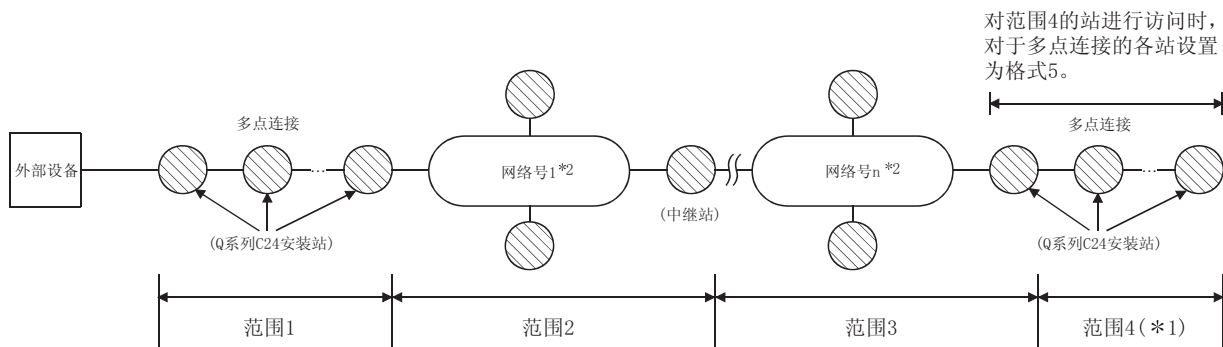 对范围4的站进行访问时，
对于多点连接的各站设置
为格式5。
多点连接
多点连接
外部设备
...
网络号1*2
网络号n*2
...
(中继站)
(Q系列C24安装站)
(Q系列C24安装站)
范围1
范围2
范围3
范围4(*1)